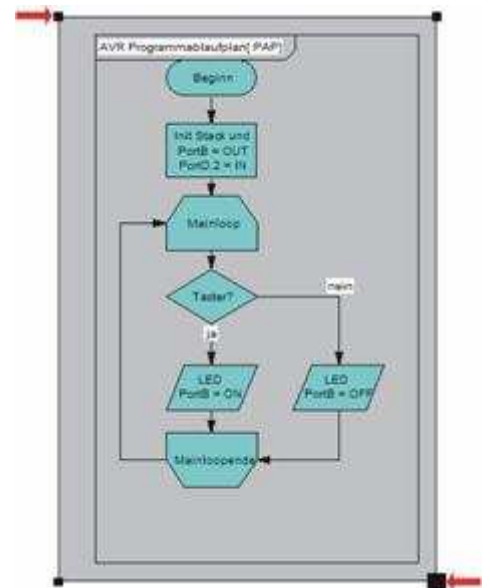 AVR Programmablaufplan( PAP)
Beginn
Init Stack und
PortB = OUT
PortD.2 = IN
Mainloop
Taster?
nein
ja
LED
PortB = ON
LED
PortB = OFF
Mainloopende